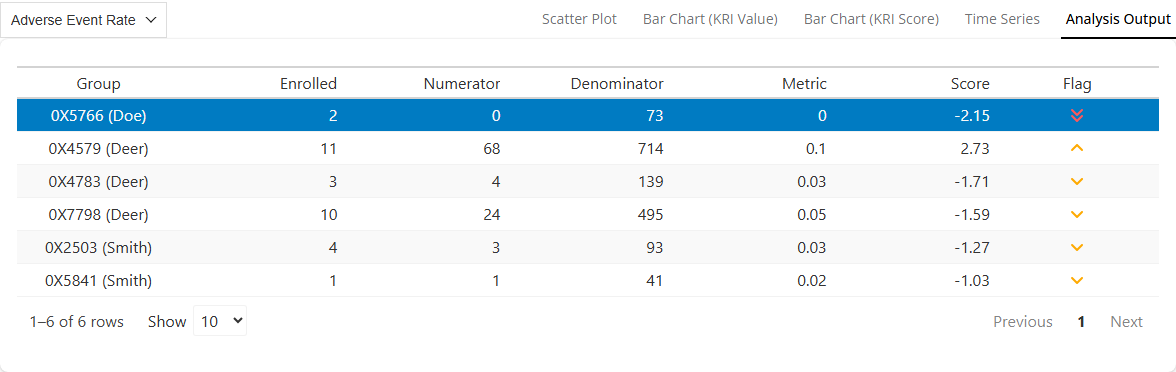 Adverse Event Rate Scatter Plot Bar Chart (KRI Value) Bar Chart (KRI Score) Time Series Analysis Output
Group Enrolled Numerator Denominator Metric Score Flag
0X5766 (Doe) 2 0 73 0 -2.15
0X4579 (Deer) 11 68 714 0.1 2.73
0X4783 (Deer) 3 4 139 0.03 -1.71
0X7798 (Deer) 10 24 495 0.05 -1.59
0X2503 (Smith) 4 3 93 0.03 -1.27
0X5841 (Smith) 1 1 41 0.02 -1.03
1–6 of 6 rows Show 10 Previous 1 Next